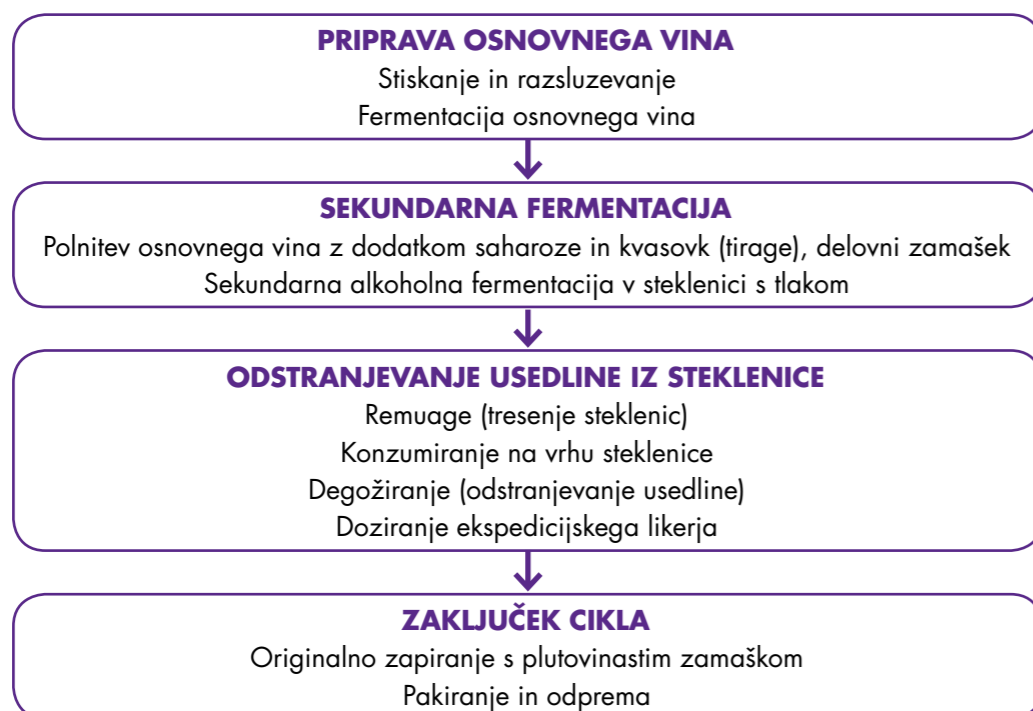 PRIPRAVA OSNOVNEGA VINA
Stiskanje in razsluzevanje
Fermentacija osnovnega vina
SEKUNDARNA FERMENTACIJA
Polnitev osnovnega vina z dodatkom saharoze in kvasovk (tirage), delovni zamašek
Sekundarna alkoholna fermentacija v steklenici s tlakom
ODSTRANJEVANJE USEDLINE IZ STEKLENICE
Remuage (tresenje steklenic)
Konzumiranje na vrhu steklenice
Degožiranje (odstranjevanje usedline)
Doziranje ekspedicijskega likerja
ZAKLJUČEK CIKLA
Originalno zapiranje s plutovinastim zamaškom
Pakiranje in odprema